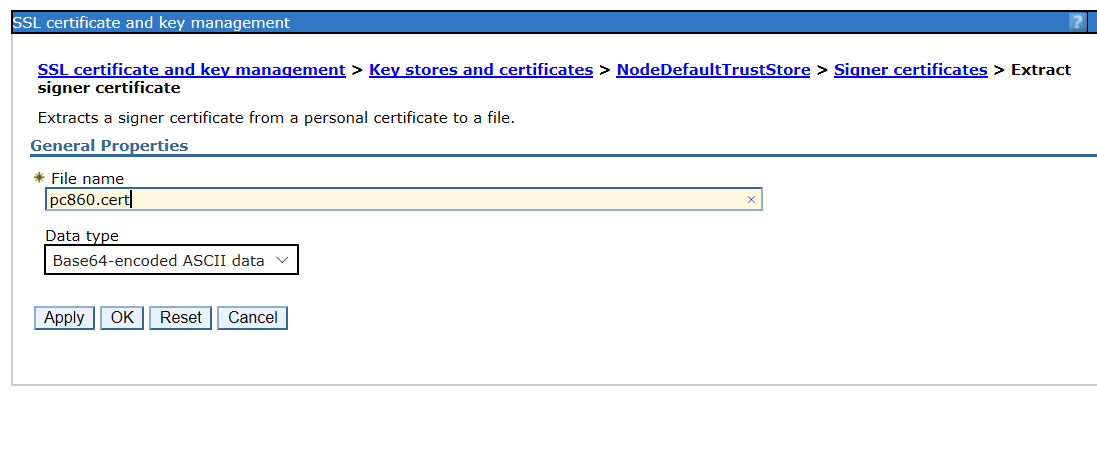 SSL certificate and key management ?
SSL certificate and key management > Key stores and certificates > NodeDefaultTrustStore > Signer certificates > Extract
signer certificate
Extracts a signer certificate from a personal certificate to a file.
General Properties
* File name
pc860.cert ×
Data type
Base64-encoded ASCII data
Apply OK Reset Cancel